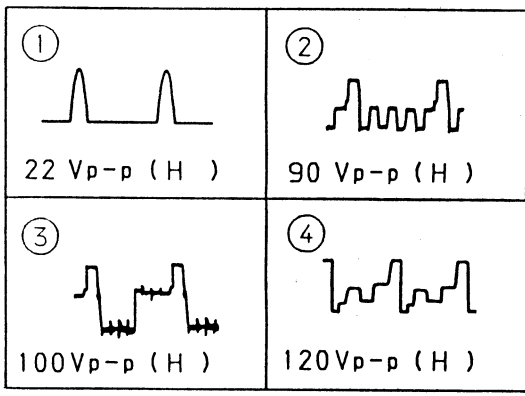 ①
22 Vp-p ( H )
②
90 Vp-p ( H )
③
100Vp-p ( H )
④
120Vp-p ( H )